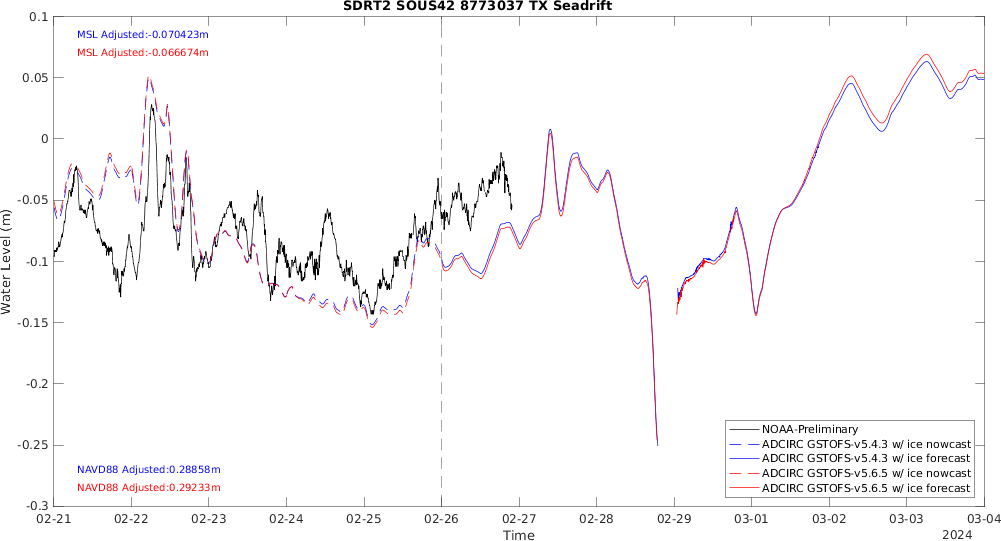 SDRT2 SOUS42 8773037 TX Seadrift
MSL Adjusted:-0.070423m
MSL Adjusted:-0.066674m
0.1
0.05
0
-0.05
-0.1
-0.15
-0.2
-0.25
-0.3
Water Level (m)
NAVD88 Adjusted:0.28858m
NAVD88 Adjusted:0.29233m
NOAA-Preliminary
ADCIRC GSTOFS-v5.4.3 w/ ice nowcast
ADCIRC GSTOFS-v5.4.3 w/ ice forecast
ADCIRC GSTOFS-v5.6.5 w/ ice nowcast
ADCIRC GSTOFS-v5.6.5 w/ ice forecast
02-21 02-22 02-23 02-24 02-25 02-26 02-27 02-28 02-29 03-01 03-02 03-03 03-04
Time
2024